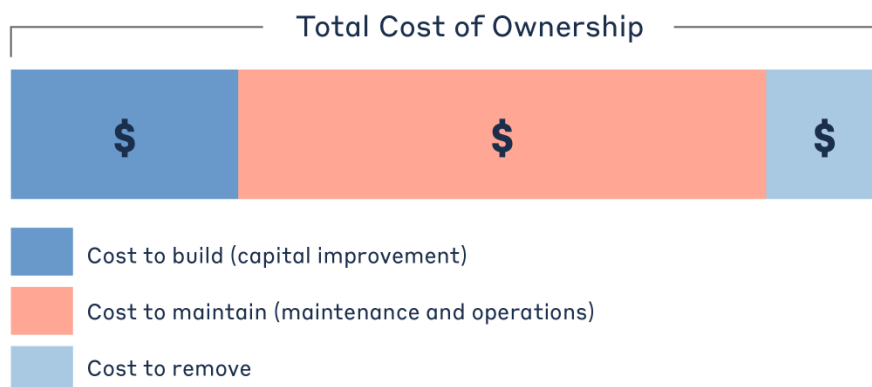 Total Cost of Ownership
$ $ $
Cost to build (capital improvement)
Cost to maintain (maintenance and operations)
Cost to remove